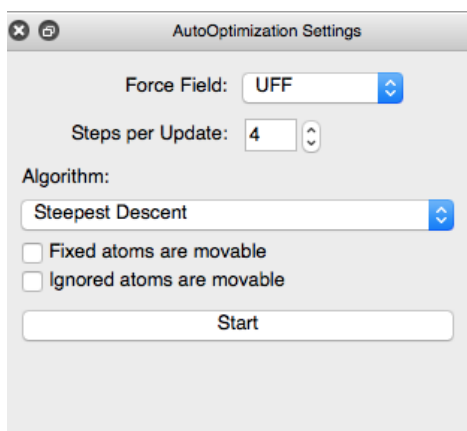 AutoOptimization Settings
Force Field: UFF
Steps per Update: 4
Algorithm:
Steepest Descent
Fixed atoms are movable
Ignored atoms are movable
Start